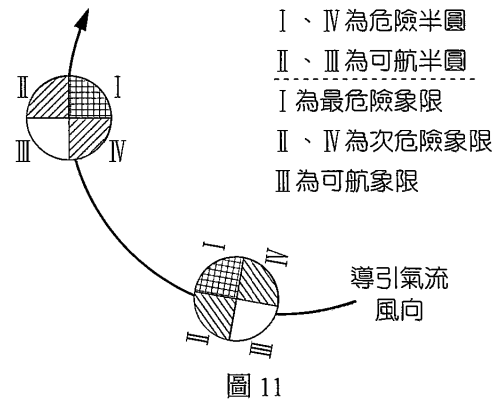 Ⅰ、Ⅳ為危險半圓
Ⅱ、Ⅲ為可航半圓
Ⅰ為最危險象限
Ⅱ、Ⅳ為次危險象限
Ⅲ為可航象限
Ⅱ Ⅰ
Ⅲ Ⅳ
Ⅰ Ⅳ
Ⅱ Ⅲ
導引氣流
風向
圖 11